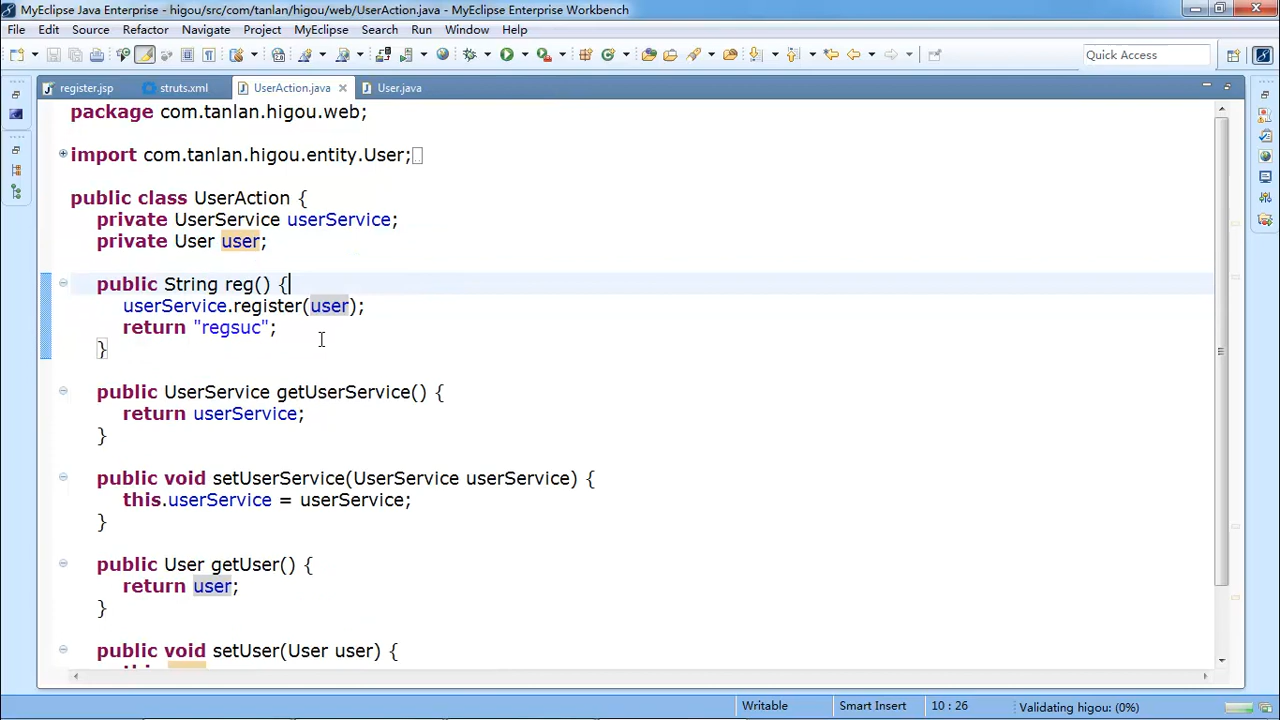 MyEclipse Java Enterprise - higou/src/com/tanlan/higou/web/UserAction.java - MyEclipse Enterprise Workbench
File Edit Source Refactor Navigate Project MyEclipse Search Run Window Help
Quick Access
register.jsp struts.xml UserAction.java User.java
package com.tanlan.higou.web;
import com.tanlan.higou.entity.User;
public class UserAction {
private UserService userService;
private User user;
public String reg() {
userService.register(user);
return "regsuc";
}
public UserService getUserService() {
return userService;
}
public void setUserService(UserService userService) {
this.userService = userService;
}
public User getUser() {
return user;
}
public void setUser(User user) {
Writable Smart Insert 10 : 26 Validating higou: (0%)